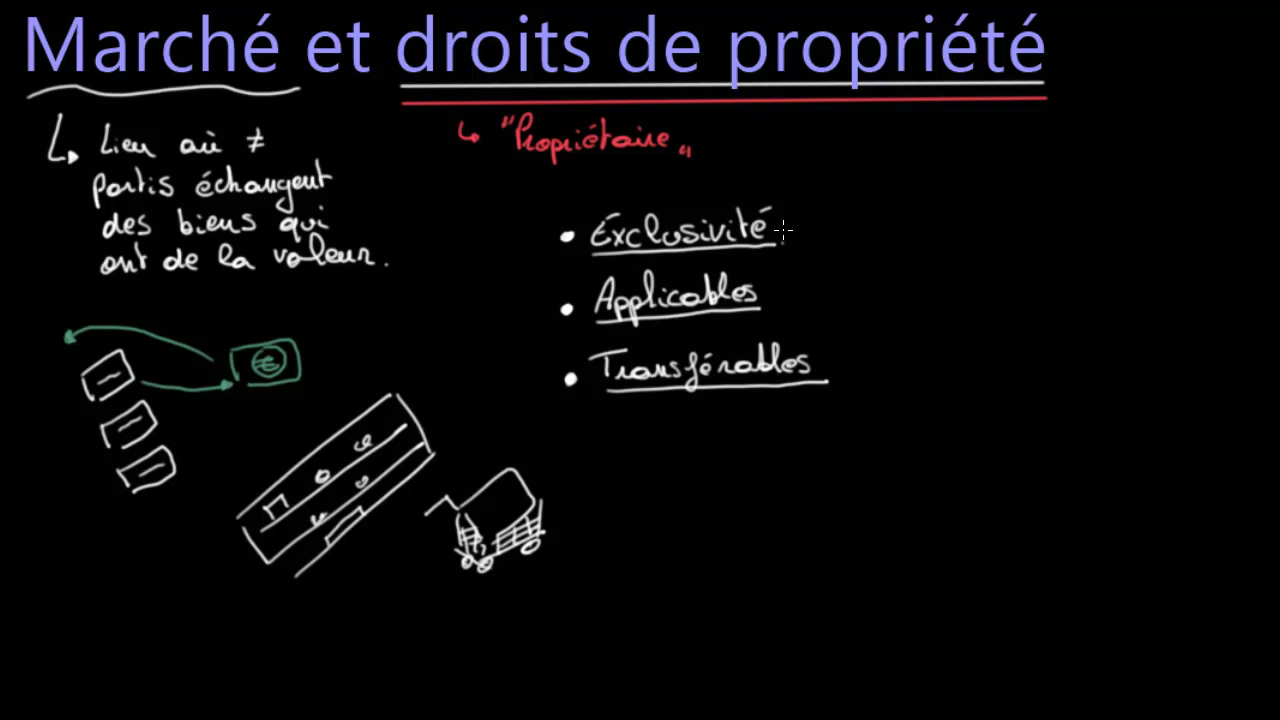 Marché et droits de propriété
Lieu où ≠
partis échangent
des biens qui
ont de la valeur.
"Propriétaire"
• Exclusivité
• Applicables
• Transférables
€